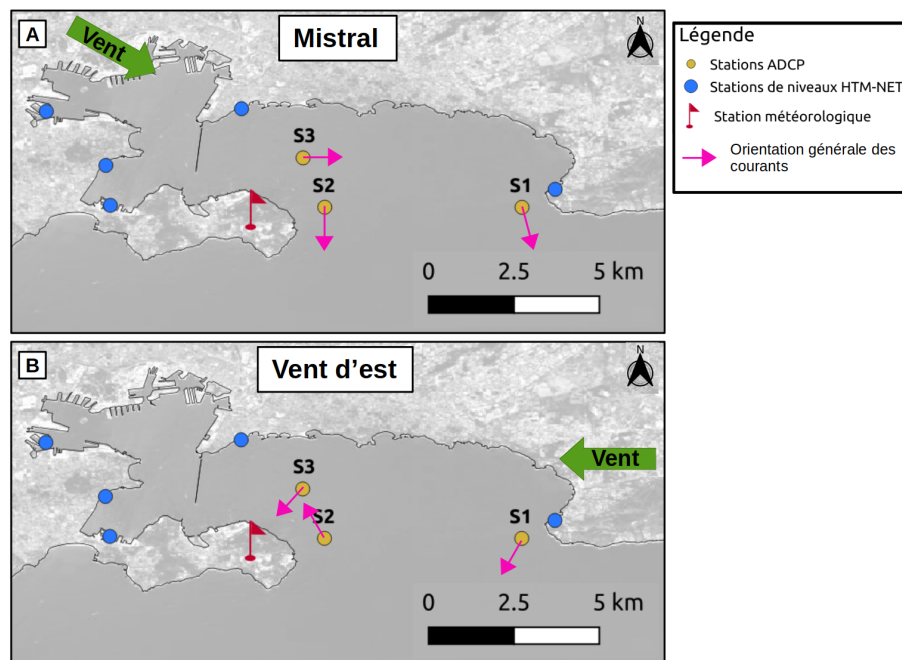 A
Vent
Mistral
N
S3
S2
S1
0 2.5 5 km
Légende
Stations ADCP
Stations de niveaux HTM-NET
Station météorologique
Orientation générale des
courants
B
Vent d’est
N
Vent
S3
S2
S1
0 2.5 5 km